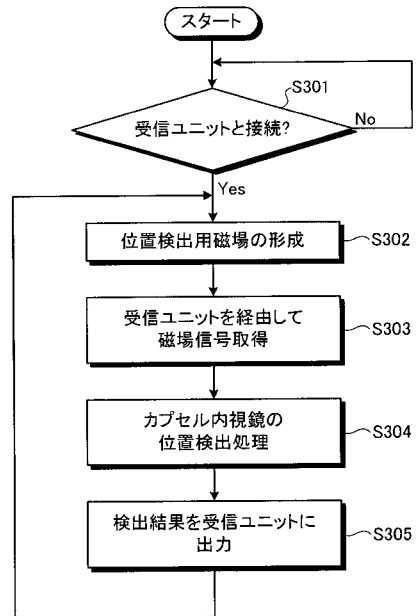 スタート
S301
受信ユニットと接続?
No
Yes
位置検出用磁場の形成
S302
受信ユニットを経由して
磁場信号取得
S303
カプセル内視鏡の
位置検出処理
S304
検出結果を受信ユニットに
出力
S305